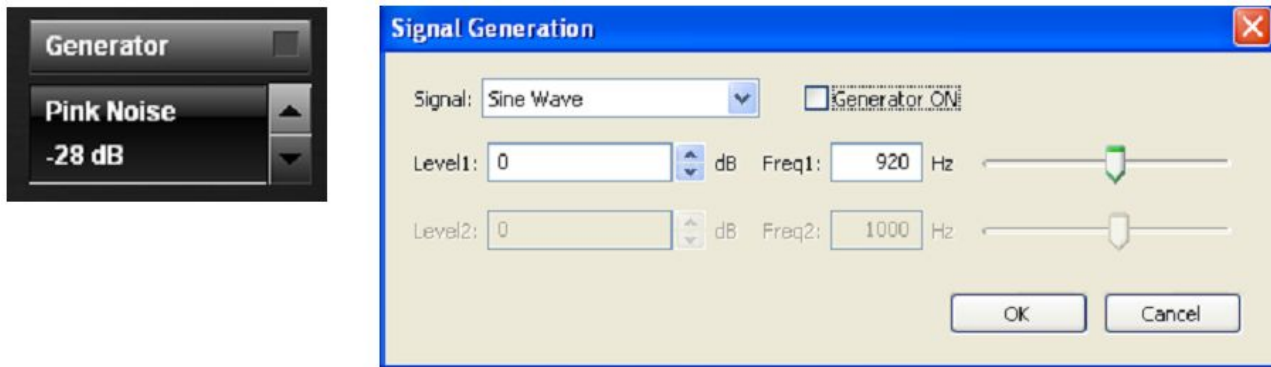 Generator
Pink Noise
-28 dB
Signal Generation
Signal: Sine Wave Generator ON
Level1: 0 dB Freq1: 920 Hz
Level2: 0 dB Freq2: 1000 Hz
OK Cancel